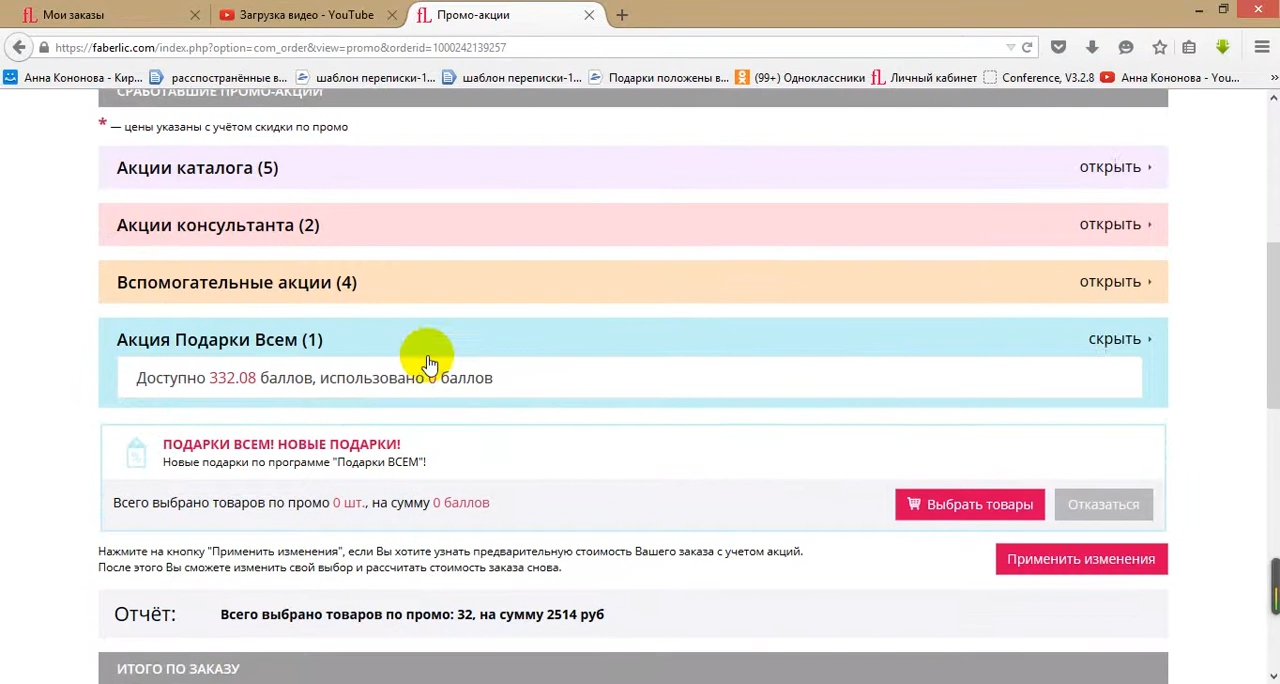 fL Мои заказы
Загрузка видео - YouTube
fL Промо-акции
https://faberlic.com/index.php?option=com_order&view=promo&orderid=1000242139257
Анна Кононова - Кир...
распостранённые в...
шаблон переписки-1...
шаблон переписки-1...
Подарки положены в...
(99+) Одноклассники
fL Личный кабинет
Conference, V3.2.8
Анна Кононова - You...
СРАБОТАВШИЕ ПРОМО-АКЦИИ
* — цены указаны с учётом скидки по промо
Акции каталога (5) открыть
Акции консультанта (2) открыть
Вспомогательные акции (4) открыть
Акция Подарки Всем (1) скрыть
Доступно 332.08 баллов, использовано 0 баллов
ПОДАРКИ ВСЕМ! НОВЫЕ ПОДАРКИ!
Новые подарки по программе "Подарки ВСЕМ"!
Всего выбрано товаров по промо 0 шт., на сумму 0 баллов Выбрать товары Отказаться
Нажмите на кнопку "Применить изменения", если Вы хотите узнать предварительную стоимость Вашего заказа с учетом акций.
После этого Вы сможете изменить свой выбор и рассчитать стоимость заказа снова.
Применить изменения
Отчёт: Всего выбрано товаров по промо: 32, на сумму 2514 руб
ИТОГО ПО ЗАКАЗУ